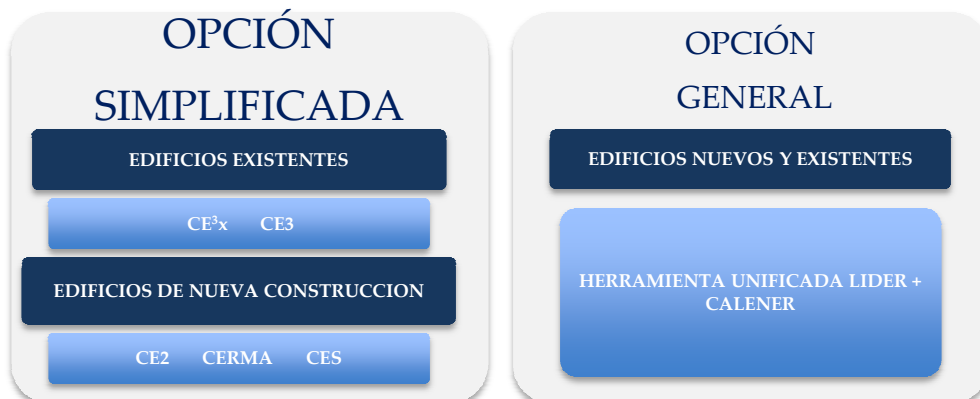 OPCIÓN
SIMPLIFICADA
EDIFICIOS EXISTENTES
CE³x CE3
EDIFICIOS DE NUEVA CONSTRUCCION
CE2 CERMA CES
OPCIÓN
GENERAL
EDIFICIOS NUEVOS Y EXISTENTES
HERRAMIENTA UNIFICADA LIDER +
CALENER